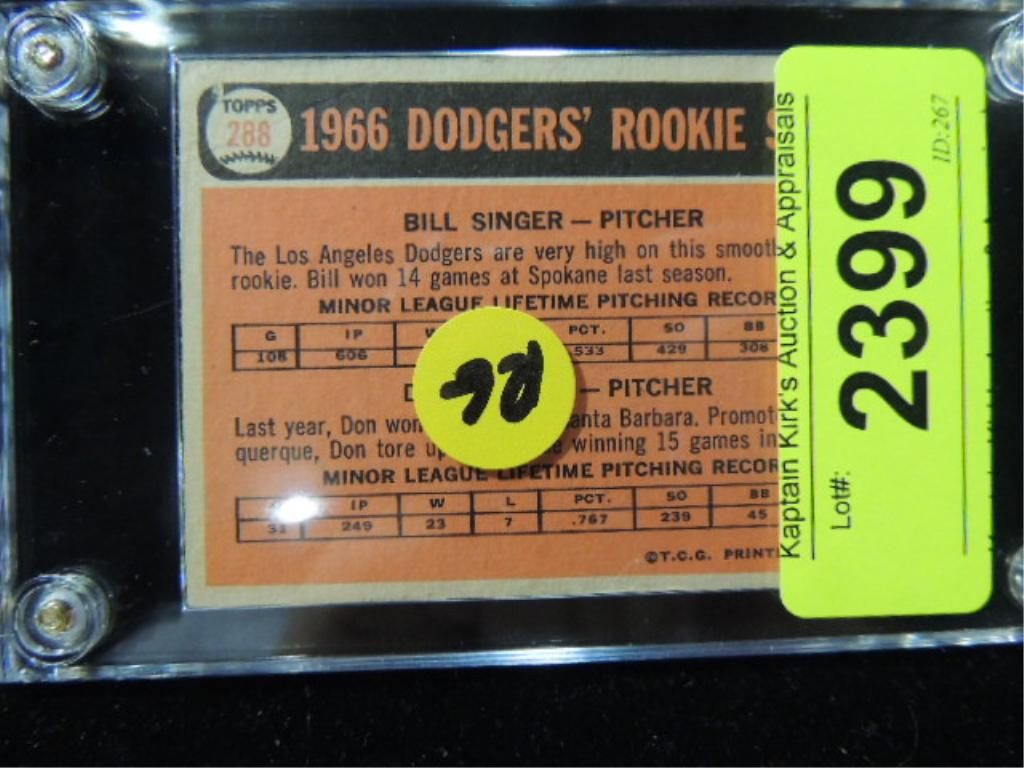 TOPPS
288
1966 DODGERS' ROOKIE
BILL SINGER — PITCHER
The Los Angeles Dodgers are very high on this smooth
rookie. Bill won 14 games at Spokane last season.
MINOR LEAGUE LIFETIME PITCHING RECOR
G IP W PCT. SO BB
108 606 .533 429 308
— PITCHER
Last year, Don won anta Barbara. Promot
querque, Don tore up winning 15 games in
MINOR LEAGUE LIFETIME PITCHING RECOR
IP W L PCT. SO BB
31 249 23 7 .767 239 45
©T.C.G. PRINT
Kaptain Kirk's Auction & Appraisals
Lot#:
2399
ID:267